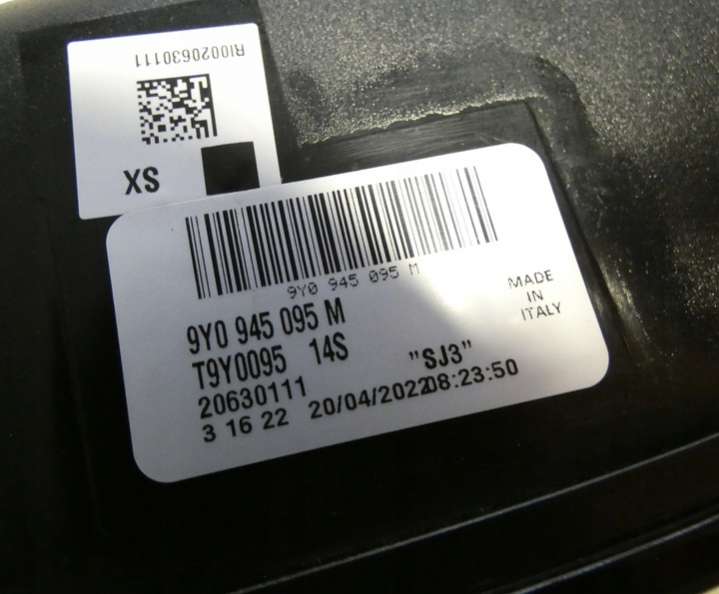 RI0020630111
SX
9Y0 945 095 M
9Y0 945 095 M
T9Y0095 14S "SJ3"
20630111
3 16 22 20/04/2022 08:23:50
MADE
IN
ITALY